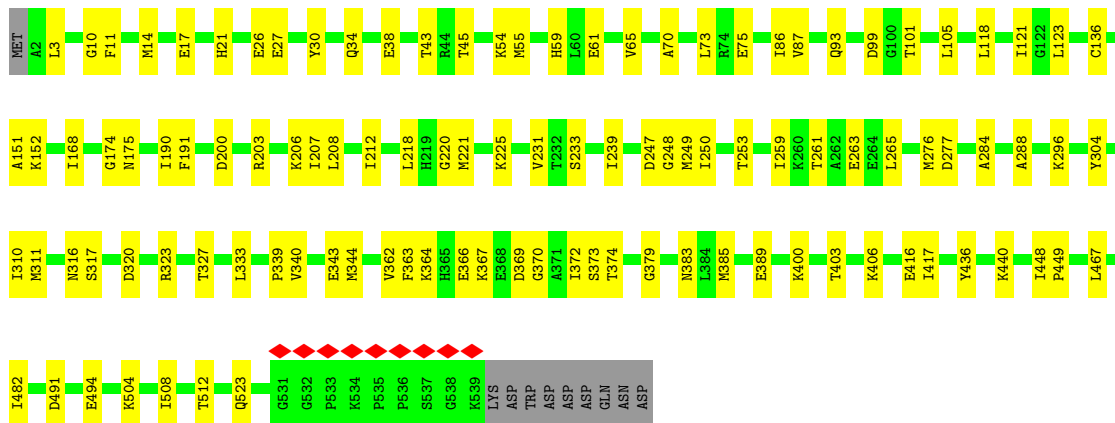 MET A2 L3 G10 F11 M14 E17 H21 E26 E27 Y30 Q34 E38 T43 R44 T45 K54 M55 H59 L60 E61 V65 A70 L73 R74 E75 I86 V87 Q93 D99 G100 T101 L105 L118 I121 G122 L123 C136
A151 K152 I168 G174 N175 I190 F191 D200 R203 K206 I207 L208 I212 L218 H219 G220 M221 K225 V231 T232 S233 I239 D247 G248 M249 I250 T253 I259 K260 T261 A262 E263 E264 L265 M276 D277 A284 A288 K296 Y304
I310 M311 N316 S317 D320 R323 T327 L333 P339 V340 E343 M344 V362 F363 K364 H365 E366 K367 E368 D369 G370 A371 I372 S373 T374 G379 N383 L384 M385 E389 K400 T403 K406 E416 I417 Y436 K440 I448 P449 L467
I482 D491 E494 K504 I508 T512 Q523 G531 G532 P533 K534 P535 P536 S537 G538 K539 LYS ASP TRP ASP ASP ASP GLN ASN ASP